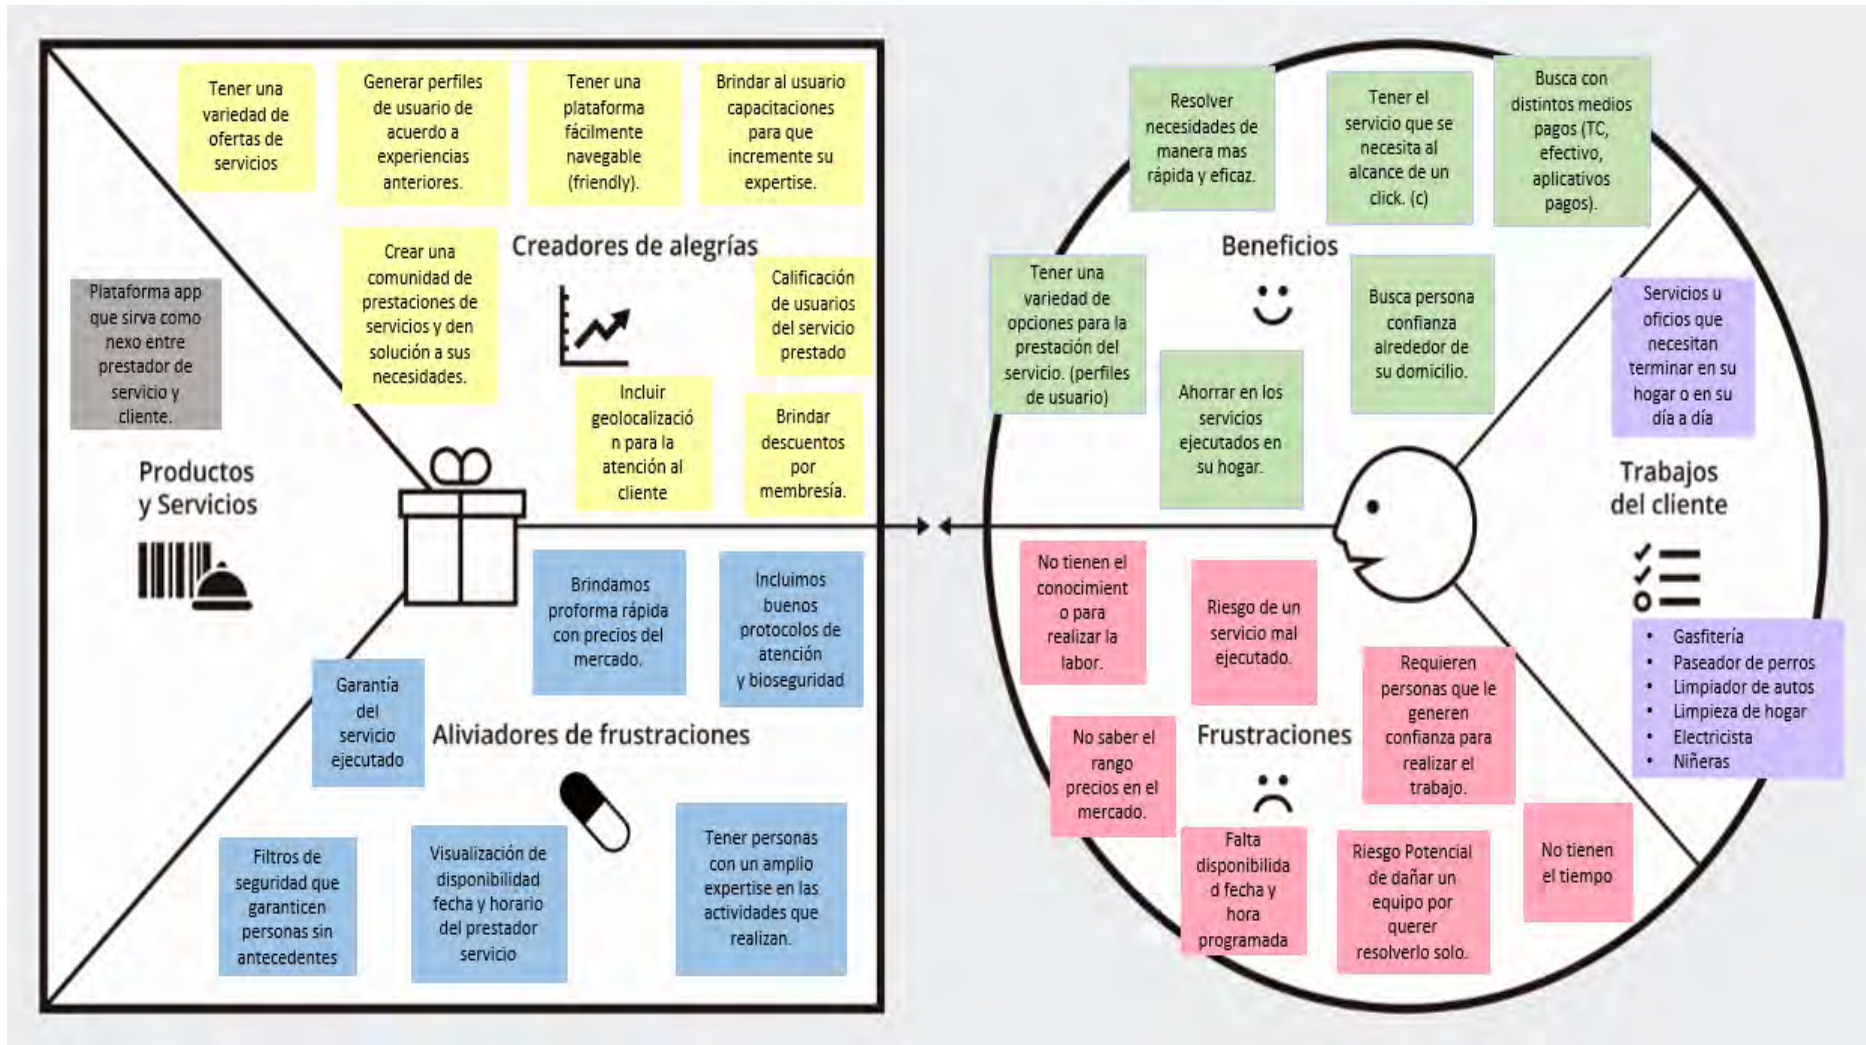 Tener una
variedad de
ofertas de
servicios
Generar perfiles
de usuario de
acuerdo a
experiencias
anteriores.
Tener una
plataforma
fácilmente
navegable
(friendly).
Brindar al usuario
capacitaciones
para que
incremente su
expertise.
Crear una
comunidad de
prestaciones de
servicios y den
solución a sus
necesidades.
Creadores de alegrías
Calificación
de usuarios
del servicio
prestado
Incluir
geolocalizació
n para la
atención al
cliente
Brindar
descuentos
por
membresía.
Plataforma app
que sirva como
nexo entre
prestador de
servicio y
cliente.
Productos
y Servicios
Brindamos
proforma rápida
con precios del
mercado.
Incluimos
buenos
protocolos de
atención
y bioseguridad
Garantía
del
servicio
ejecutado
Aliviadores de frustraciones
Filtros de
seguridad que
garanticen
personas sin
antecedentes
Visualización de
disponibilidad
fecha y horario
del prestador
servicio
Tener personas
con un amplio
expertise en las
actividades que
realizan.
Resolver
necesidades de
manera mas
rápida y eficaz.
Tener el
servicio que se
necesita al
alcance de un
click. (c)
Busca con
distintos medios
pagos (TC,
efectivo,
aplicativos
pagos).
Beneficios
Tener una
variedad de
opciones para la
prestación del
servicio. (perfiles
de usuario)
Ahorrar en los
servicios
ejecutados en
su hogar.
Busca persona
confianza
alrededor de
su domicilio.
Servicios u
oficios que
necesitan
terminar en su
hogar o en su
día a día
Trabajos
del cliente
• Gasfitería
• Paseador de perros
• Limpiador de autos
• Limpieza de hogar
• Electricista
• Niñeras
No tienen el
conocimient
o para
realizar la
labor.
Riesgo de un
servicio mal
ejecutado.
Requieren
personas que le
generen
confianza para
realizar el
trabajo.
No saber el
rango
precios en el
mercado.
Frustraciones
Falta
disponibilida
d fecha y
hora
programada
Riesgo Potencial
de dañar un
equipo por
querer
resolverlo solo.
No tienen
el tiempo